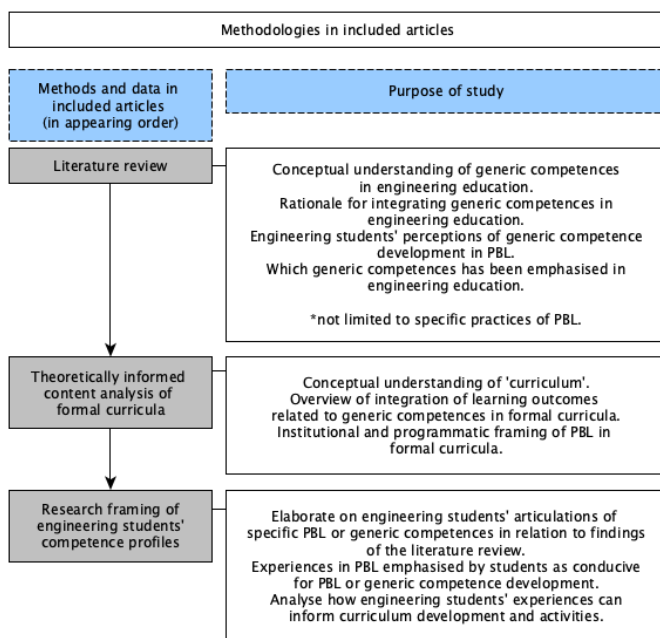 Methodologies in included articles
Methods and data in
included articles
(in appearing order)
Purpose of study
Literature review
Conceptual understanding of generic competences
in engineering education.
Rationale for integrating generic competences in
engineering education.
Engineering students' perceptions of generic competence
development in PBL.
Which generic competences has been emphasised in
engineering education.
*not limited to specific practices of PBL.
Theoretically informed
content analysis of
formal curricula
Conceptual understanding of 'curriculum'.
Overview of integration of learning outcomes
related to generic competences in formal curricula.
Institutional and programmatic framing of PBL in
formal curricula.
Research framing of
engineering students'
competence profiles
Elaborate on engineering students' articulations of
specific PBL or generic competences in relation to findings
of the literature review.
Experiences in PBL emphasised by students as conducive
for PBL or generic competence development.
Analyse how engineering students' experiences can
inform curriculum development and activities.